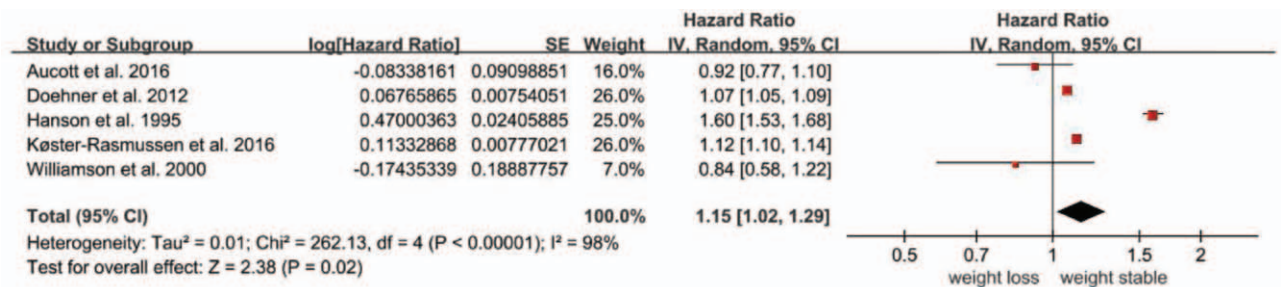 Hazard Ratio Hazard Ratio
Study or Subgroup log[Hazard Ratio] SE Weight IV, Random, 95% CI IV, Random, 95% CI
Aucott et al. 2016 -0.08338161 0.09098851 16.0% 0.92 [0.77, 1.10]
Doehner et al. 2012 0.06765865 0.00754051 26.0% 1.07 [1.05, 1.09]
Hanson et al. 1995 0.47000363 0.02405885 25.0% 1.60 [1.53, 1.68]
Køster-Rasmussen et al. 2016 0.11332868 0.00777021 26.0% 1.12 [1.10, 1.14]
Williamson et al. 2000 -0.17435339 0.18887757 7.0% 0.84 [0.58, 1.22]
Total (95% CI) 100.0% 1.15 [1.02, 1.29]
Heterogeneity: Tau² = 0.01; Chi² = 262.13, df = 4 (P < 0.00001); I² = 98%
Test for overall effect: Z = 2.38 (P = 0.02)
0.5 0.7 1 1.5 2
weight loss weight stable